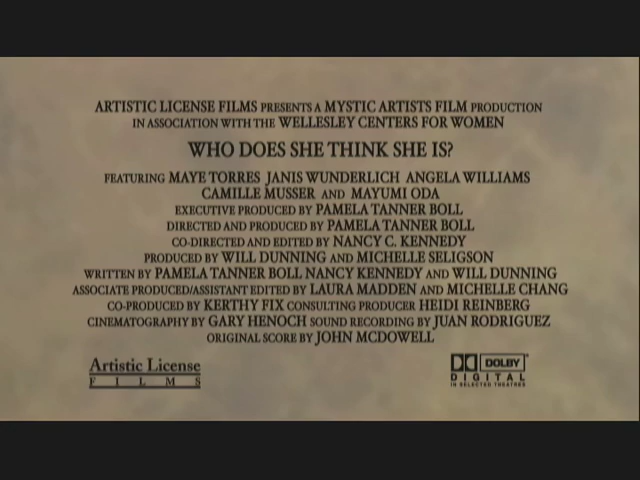 ARTISTIC LICENSE FILMS PRESENTS A MYSTIC ARTISTS FILM PRODUCTION
IN ASSOCIATION WITH THE WELLESLEY CENTERS FOR WOMEN
WHO DOES SHE THINK SHE IS?
FEATURING MAYE TORRES JANIS WUNDERLICH ANGELA WILLIAMS
CAMILLE MUSSER AND MAYUMI ODA
EXECUTIVE PRODUCED BY PAMELA TANNER BOLL
DIRECTED AND PRODUCED BY PAMELA TANNER BOLL
CO-DIRECTED AND EDITED BY NANCY C. KENNEDY
PRODUCED BY WILL DUNNING AND MICHELLE SELIGSON
WRITTEN BY PAMELA TANNER BOLL NANCY KENNEDY AND WILL DUNNING
ASSOCIATE PRODUCED/ASSISTANT EDITED BY LAURA MADDEN AND MICHELLE CHANG
CO-PRODUCED BY KERTHY FIX CONSULTING PRODUCER HEIDI REINBERG
CINEMATOGRAPHY BY GARY HENOCH SOUND RECORDING BY JUAN RODRIGUEZ
ORIGINAL SCORE BY JOHN MCDOWELL
Artistic License
FILMS
DOLBY
DIGITAL
IN SELECTED THEATRES